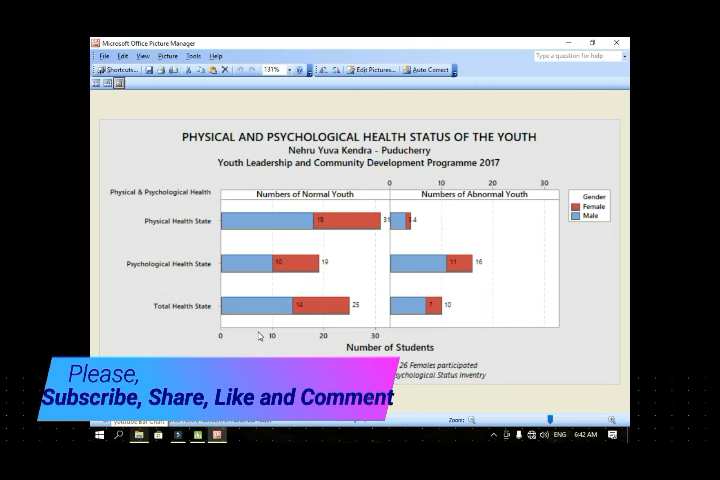 Microsoft Office Picture Manager
File Edit View Picture Tools Help
Type a question for help
Shortcuts... 131% Edit Pictures... Auto Correct
PHYSICAL AND PSYCHOLOGICAL HEALTH STATUS OF THE YOUTH
Nehru Yuva Kendra - Puducherry
Youth Leadership and Community Development Programme 2017
0 10 20 30
Physical & Psychological Health
Numbers of Normal Youth
Numbers of Abnormal Youth
Gender
Female
Male
Physical Health State 18 31 3 4
Psychological Health State 10 19 11 16
Total Health State 14 25 7 10
0 10 20 30
Number of Students
26 Females participated
Psychological Status Inventry
Please,
Subscribe, Share, Like and Comment
Zoom:
Youtube Bar Chart
ENG 6:42 AM